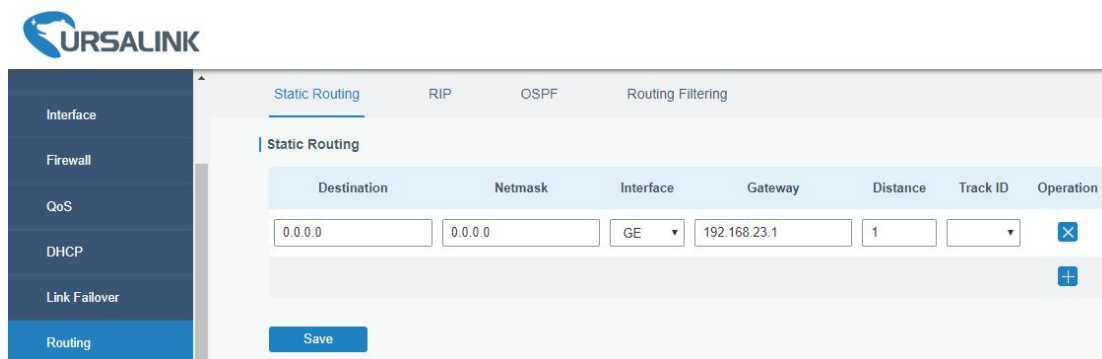 URSALINK
Static Routing RIP OSPF Routing Filtering
Interface
Static Routing
Firewall
Destination Netmask Interface Gateway Distance Track ID Operation
QoS
0.0.0.0 0.0.0.0 GE 192.168.23.1 1
DHCP
Link Failover
Save
Routing